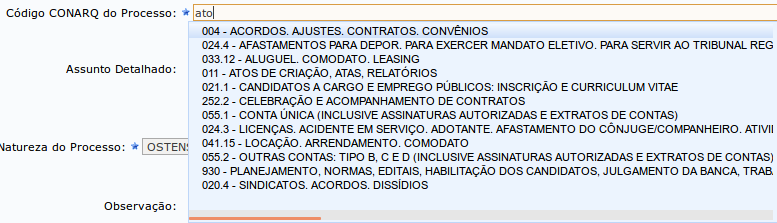 Código CONARQ do Processo: ★ ato
004 - ACORDOS. AJUSTES. CONTRATOS. CONVÊNIOS
024.4 - AFASTAMENTOS PARA DEPOR. PARA EXERCER MANDATO ELETIVO. PARA SERVIR AO TRIBUNAL REG
033.12 - ALUGUEL. COMODATO. LEASING
Assunto Detalhado:
011 - ATOS DE CRIAÇÃO, ATAS, RELATÓRIOS
021.1 - CANDIDATOS A CARGO E EMPREGO PÚBLICOS: INSCRIÇÃO E CURRICULUM VITAE
252.2 - CELEBRAÇÃO E ACOMPANHAMENTO DE CONTRATOS
055.1 - CONTA ÚNICA (INCLUSIVE ASSINATURAS AUTORIZADAS E EXTRATOS DE CONTAS)
024.3 - LICENÇAS. ACIDENTE EM SERVIÇO. ADOTANTE. AFASTAMENTO DO CÔNJUGE/COMPANHEIRO. ATIVI
041.15 - LOCAÇÃO. ARRENDAMENTO. COMODATO
Natureza do Processo: ★ OSTENS
055.2 - OUTRAS CONTAS: TIPO B, C E D (INCLUSIVE ASSINATURAS AUTORIZADAS E EXTRATOS DE CONTAS)
930 - PLANEJAMENTO, NORMAS, EDITAIS, HABILITAÇÃO DOS CANDIDATOS, JULGAMENTO DA BANCA, TRAB
020.4 - SINDICATOS. ACORDOS. DISSÍDIOS
Observação: